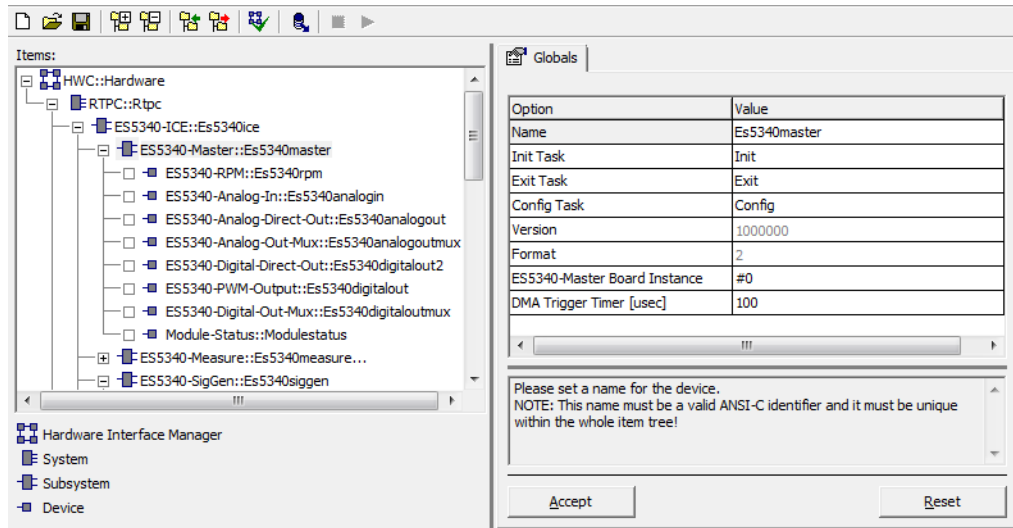 Items:
HWC::Hardware
RTPC::Rtpc
ES5340-ICE::Es5340ice
ES5340-Master::Es5340master
ES5340-RPM::Es5340rpm
ES5340-Analog-In::Es5340analogin
ES5340-Analog-Direct-Out::Es5340analogout
ES5340-Analog-Out-Mux::Es5340analogoutmux
ES5340-Digital-Direct-Out::Es5340digitalout2
ES5340-PWM-Output::Es5340digitalout
ES5340-Digital-Out-Mux::Es5340digitaloutmux
Module-Status::Modulestatus
ES5340-Measure::Es5340measure...
ES5340-SigGen::Es5340siggen
Hardware Interface Manager
System
Subsystem
Device
Globals
Option Value
Name Es5340master
Init Task Init
Exit Task Exit
Config Task Config
Version 1000000
Format 2
ES5340-Master Board Instance #0
DMA Trigger Timer [usec] 100
Please set a name for the device.
NOTE: This name must be a valid ANSI-C identifier and it must be unique
within the whole item tree!
Accept Reset